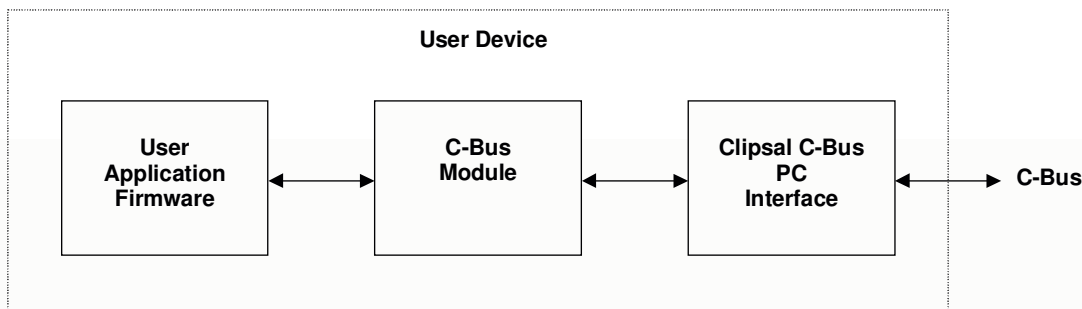 User Device
User
Application
Firmware
C-Bus
Module
Clipsal C-Bus
PC
Interface
C-Bus